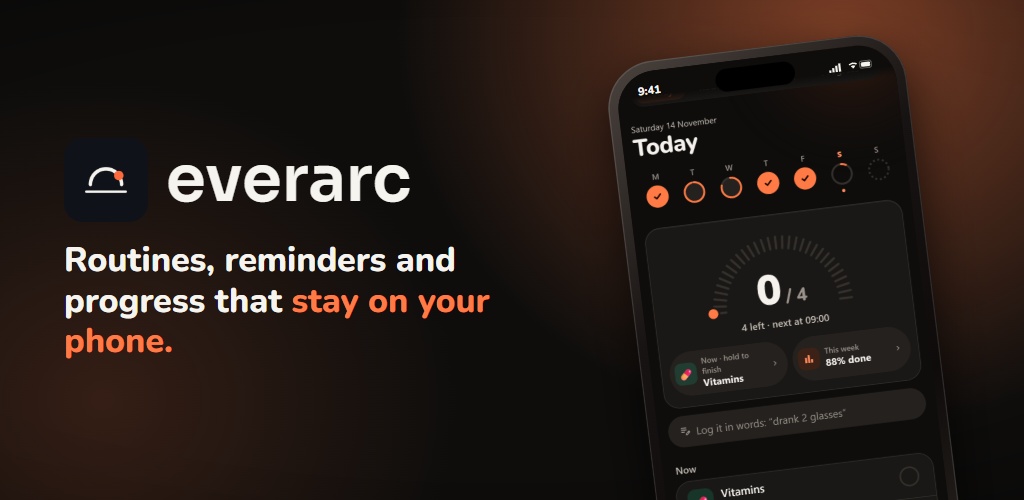 everarc
Routines, reminders and
progress that stay on your
phone.
9:41
Saturday 14 November
Today
M T W T F S S
0 / 4
4 left · next at 09:00
Now · hold to
finish
Vitamins
This week
88% done
Log it in words: "drank 2 glasses"
Now
Vitamins